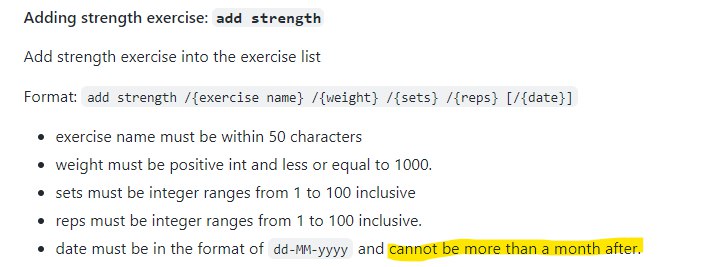 Adding strength exercise: add strength
Add strength exercise into the exercise list
Format: add strength /{exercise name} /{weight} /{sets} /{reps} [/{date}]
• exercise name must be within 50 characters
• weight must be positive int and less or equal to 1000.
• sets must be integer ranges from 1 to 100 inclusive
• reps must be integer ranges from 1 to 100 inclusive.
• date must be in the format of dd-MM-yyyy and cannot be more than a month after.